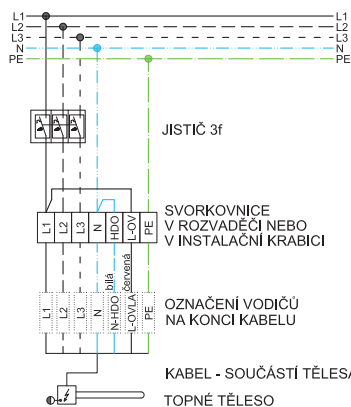 L1 L1
L2 L2
L3 L3
N N
PE PE
JISTIČ 3f
SVORKOVNICE
V ROZVADĚČI NEBO
V INSTALAČNÍ KRABICI
L1 L2 L3 N HDO L-OV PE
bílá červená
OZNAČENÍ VODIČŮ
NA KONCI KABELU
L1 L2 L3 N N-HDO L-OVLA PE
KABEL - SOUČÁSTÍ TĚLESA
TOPNÉ TĚLESO